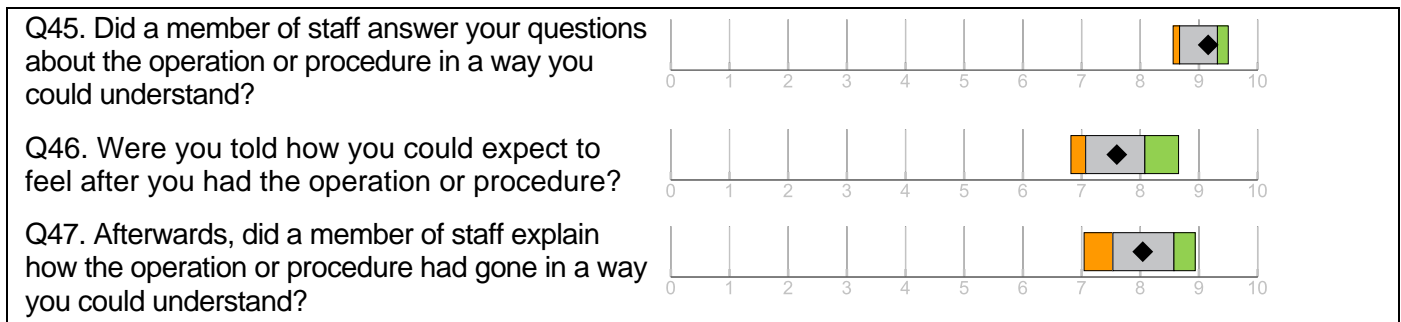 Q45. Did a member of staff answer your questions
about the operation or procedure in a way you
could understand?
0 1 2 3 4 5 6 7 8 9 10
Q46. Were you told how you could expect to
feel after you had the operation or procedure?
0 1 2 3 4 5 6 7 8 9 10
Q47. Afterwards, did a member of staff explain
how the operation or procedure had gone in a way
you could understand?
0 1 2 3 4 5 6 7 8 9 10